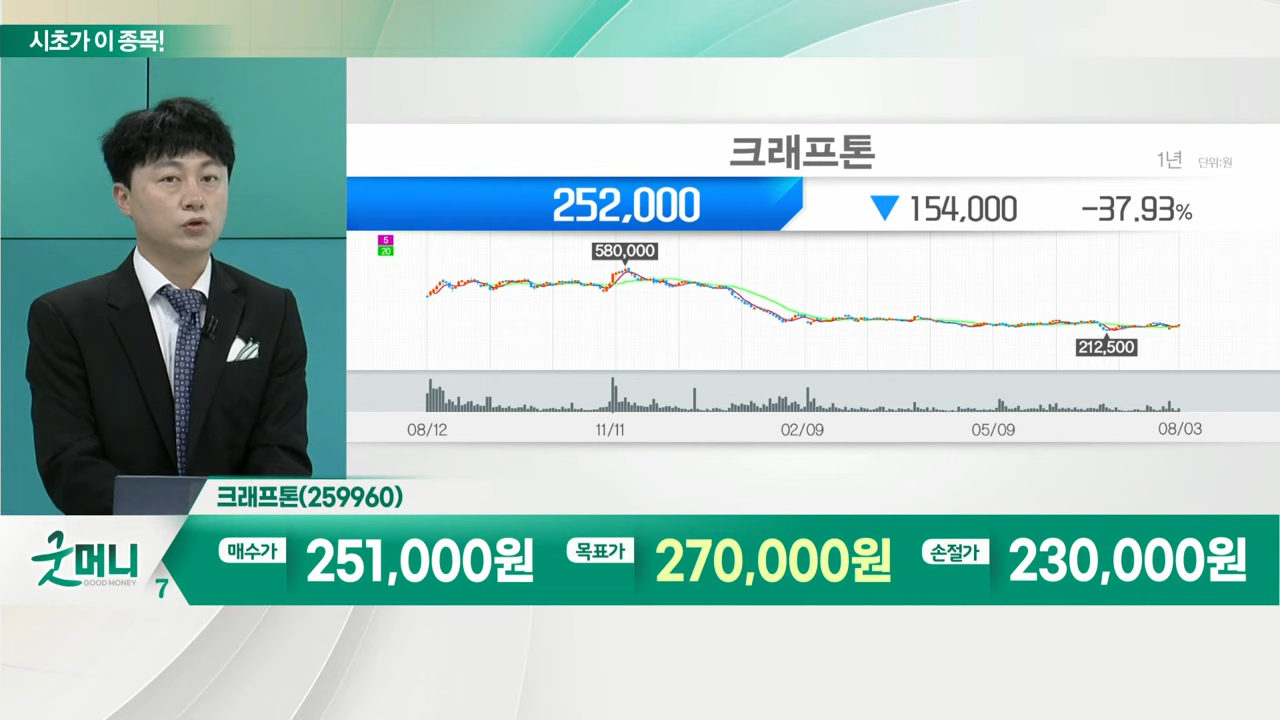 시초가 이 종목!
크래프톤
1년 단위:원
252,000 ▼ 154,000 -37.93%
5
20
580,000
212,500
08/12 11/11 02/09 05/09 08/03
크래프톤(259960)
굿머니
GOOD MONEY
7
매수가 251,000원 목표가 270,000원 손절가 230,000원